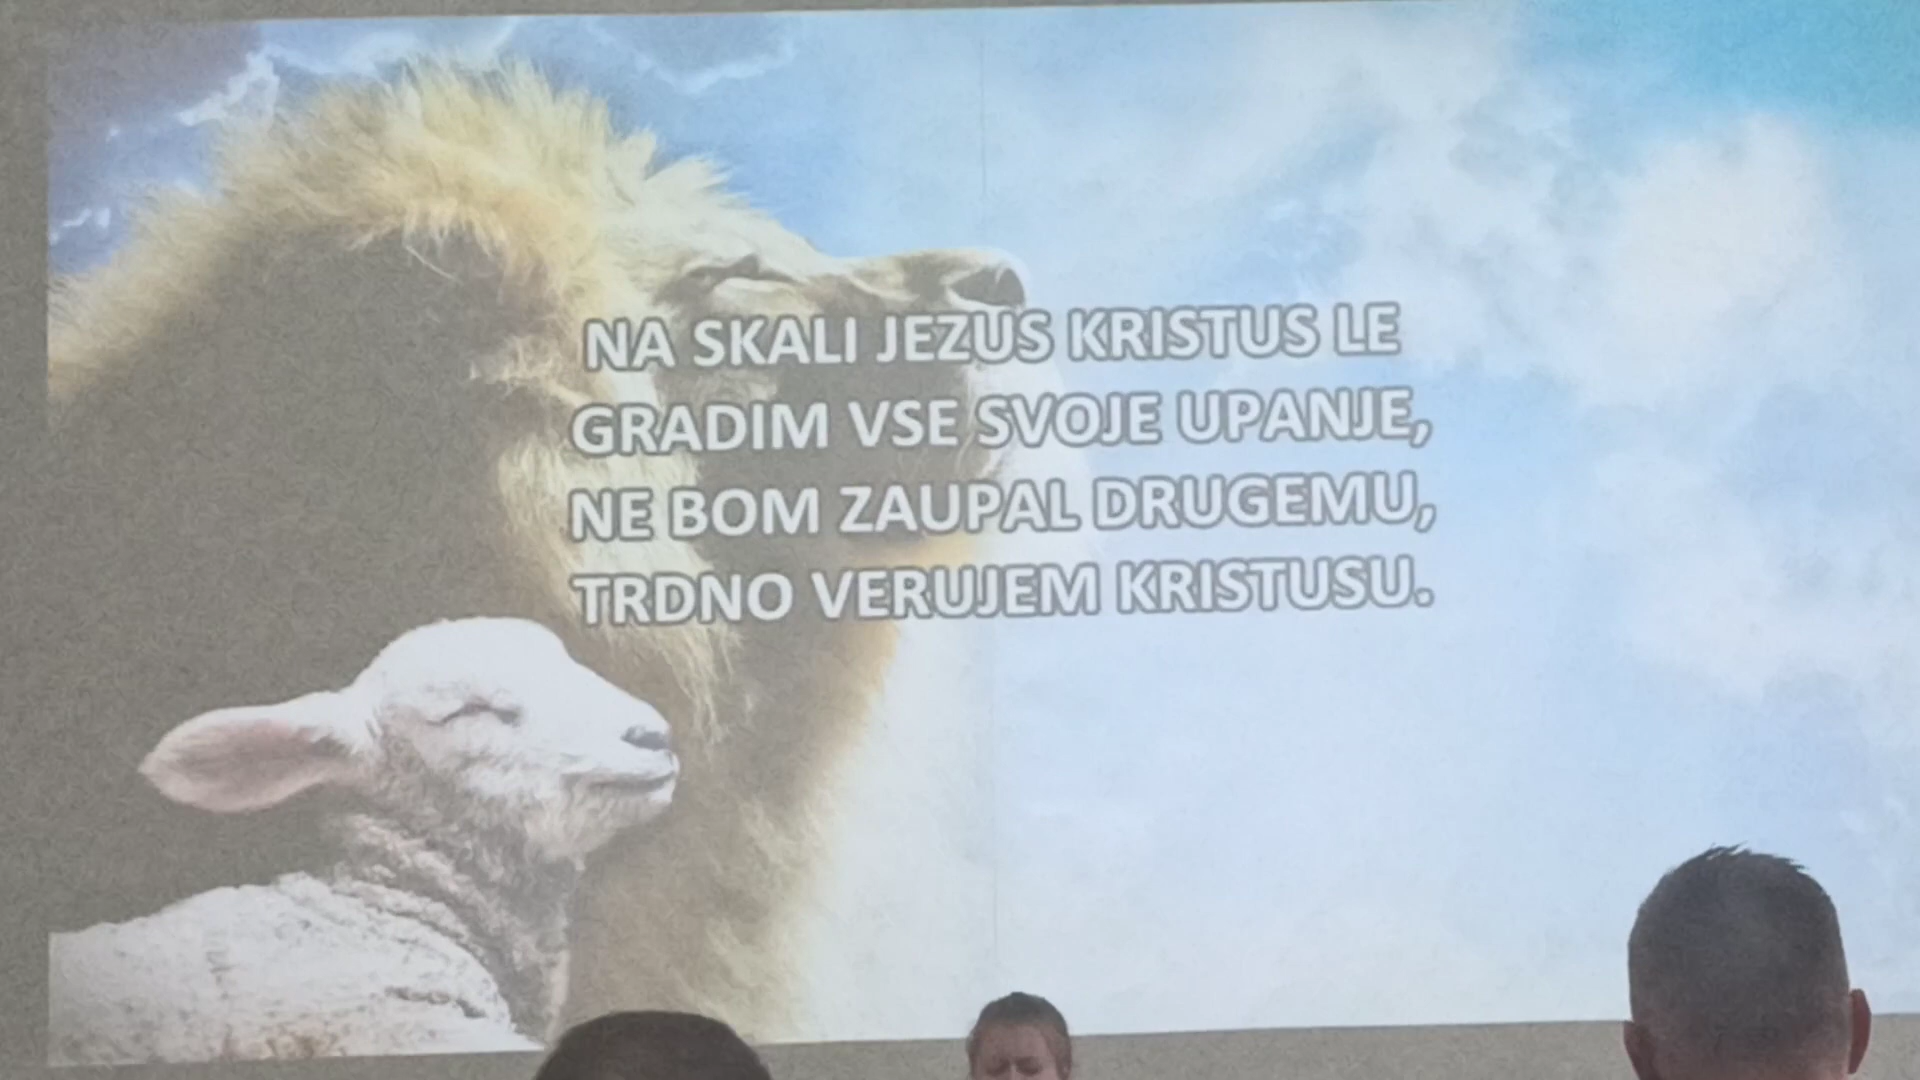 NA SKALI JEZUS KRISTUS LE
GRADIM VSE SVOJE UPANJE,
NE BOM ZAUPAL DRUGEMU,
TRDNO VERUJEM KRISTUSU.